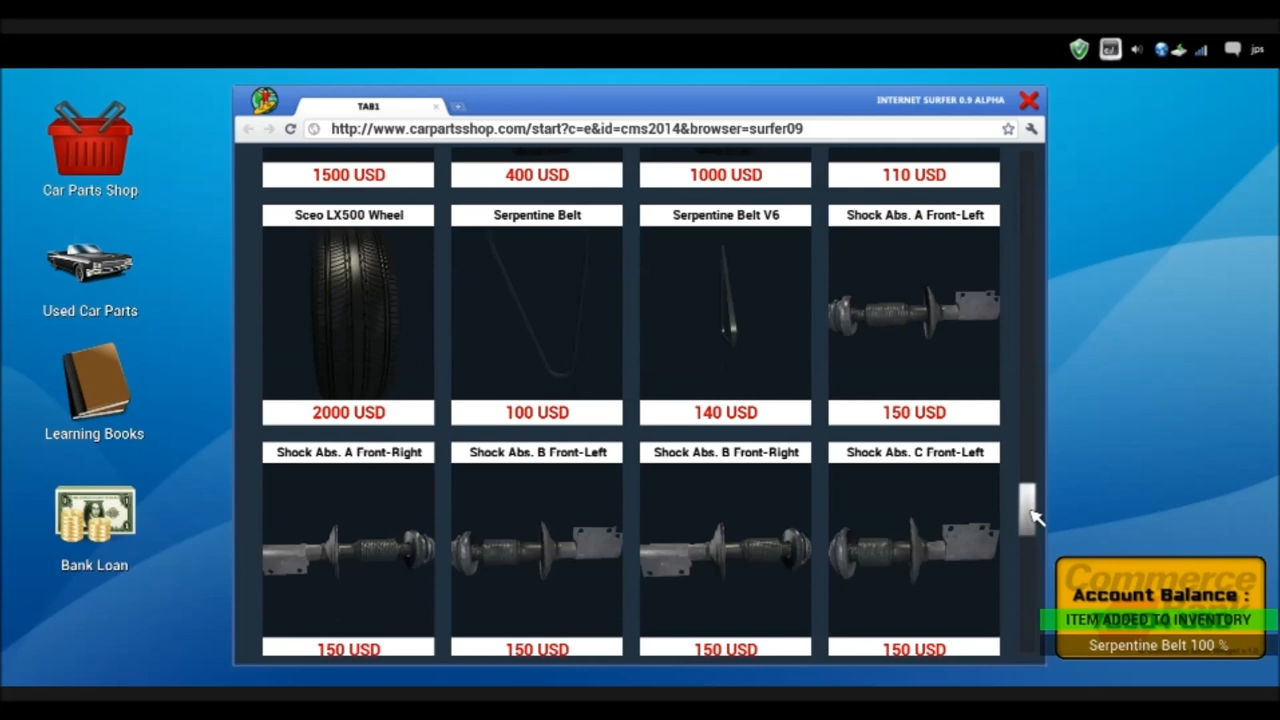 jps
TAB1
INTERNET SURFER 0.9 ALPHA
http://www.carpartsshop.com/start?c=e&id=cms2014&browser=surfer09
Car Parts Shop
Used Car Parts
Learning Books
Bank Loan
1500 USD
400 USD
1000 USD
110 USD
Sceo LX500 Wheel
Serpentine Belt
Serpentine Belt V6
Shock Abs. A Front-Left
2000 USD
100 USD
140 USD
150 USD
Shock Abs. A Front-Right
Shock Abs. B Front-Left
Shock Abs. B Front-Right
Shock Abs. C Front-Left
150 USD
150 USD
150 USD
150 USD
Commerce
Account Balance :
ITEM ADDED TO INVENTORY
Serpentine Belt 100 %